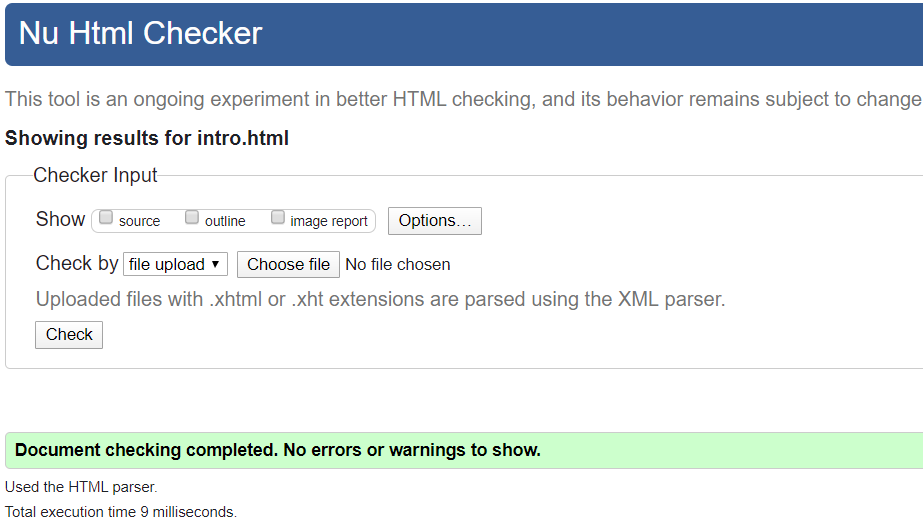 Nu Html Checker
This tool is an ongoing experiment in better HTML checking, and its behavior remains subject to change
Showing results for intro.html
Checker Input
Show source outline image report Options...
Check by file upload Choose file No file chosen
Uploaded files with .xhtml or .xht extensions are parsed using the XML parser.
Check
Document checking completed. No errors or warnings to show.
Used the HTML parser.
Total execution time 9 milliseconds.